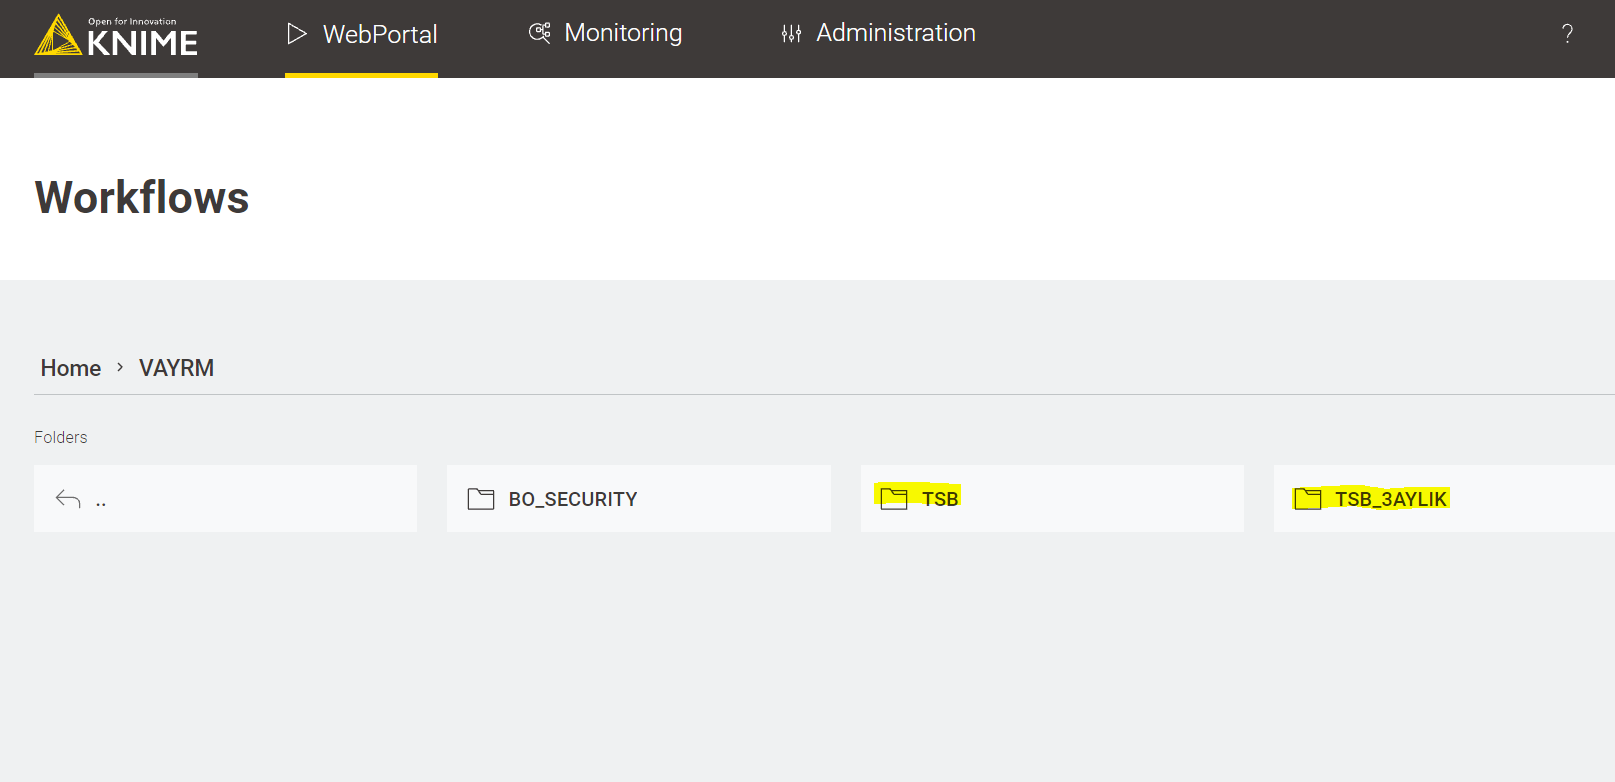 Open for Innovation
KNIME
WebPortal
Monitoring
Administration
?
Workflows
Home › VAYRM
Folders
..
BO_SECURITY
TSB
TSB_3AYLIK